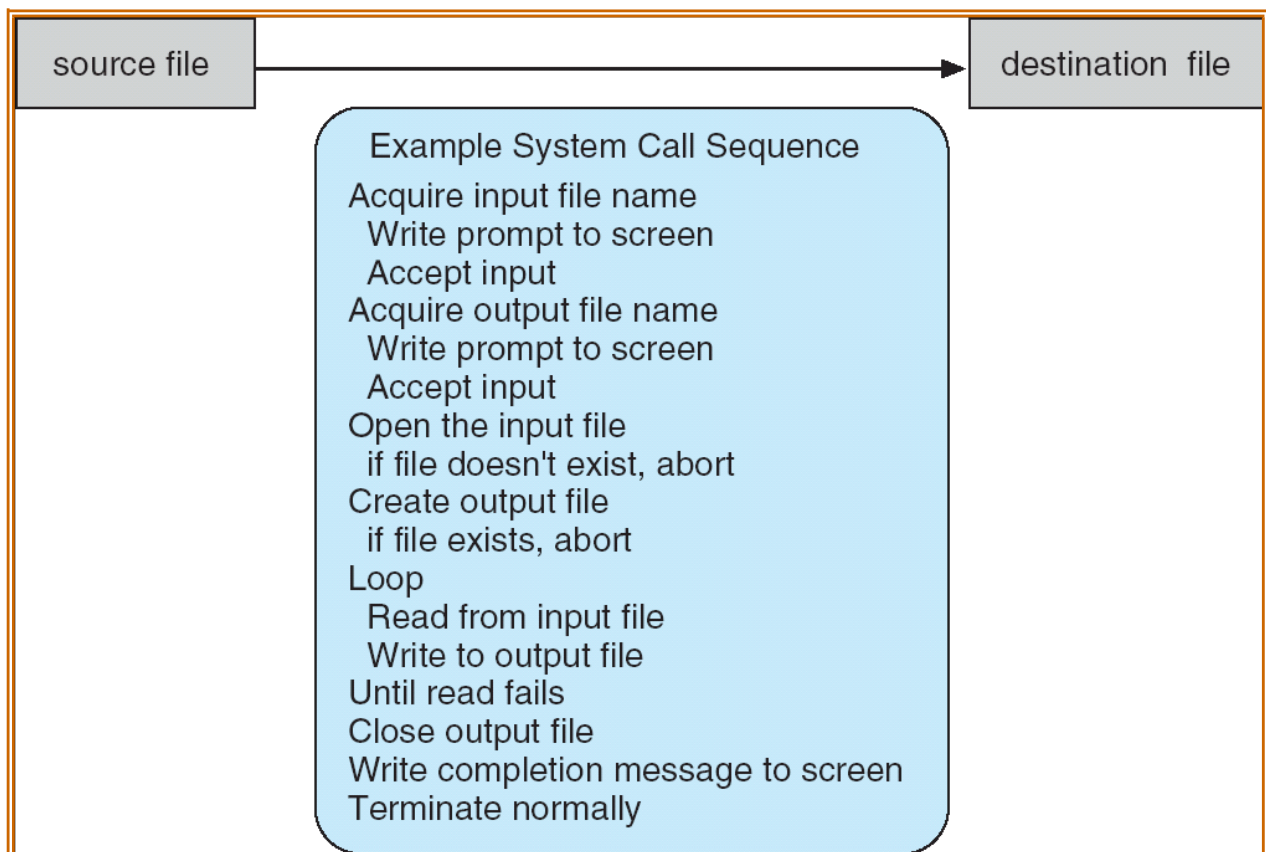 source file
destination file
Example System Call Sequence
Acquire input file name
Write prompt to screen
Accept input
Acquire output file name
Write prompt to screen
Accept input
Open the input file
if file doesn't exist, abort
Create output file
if file exists, abort
Loop
Read from input file
Write to output file
Until read fails
Close output file
Write completion message to screen
Terminate normally